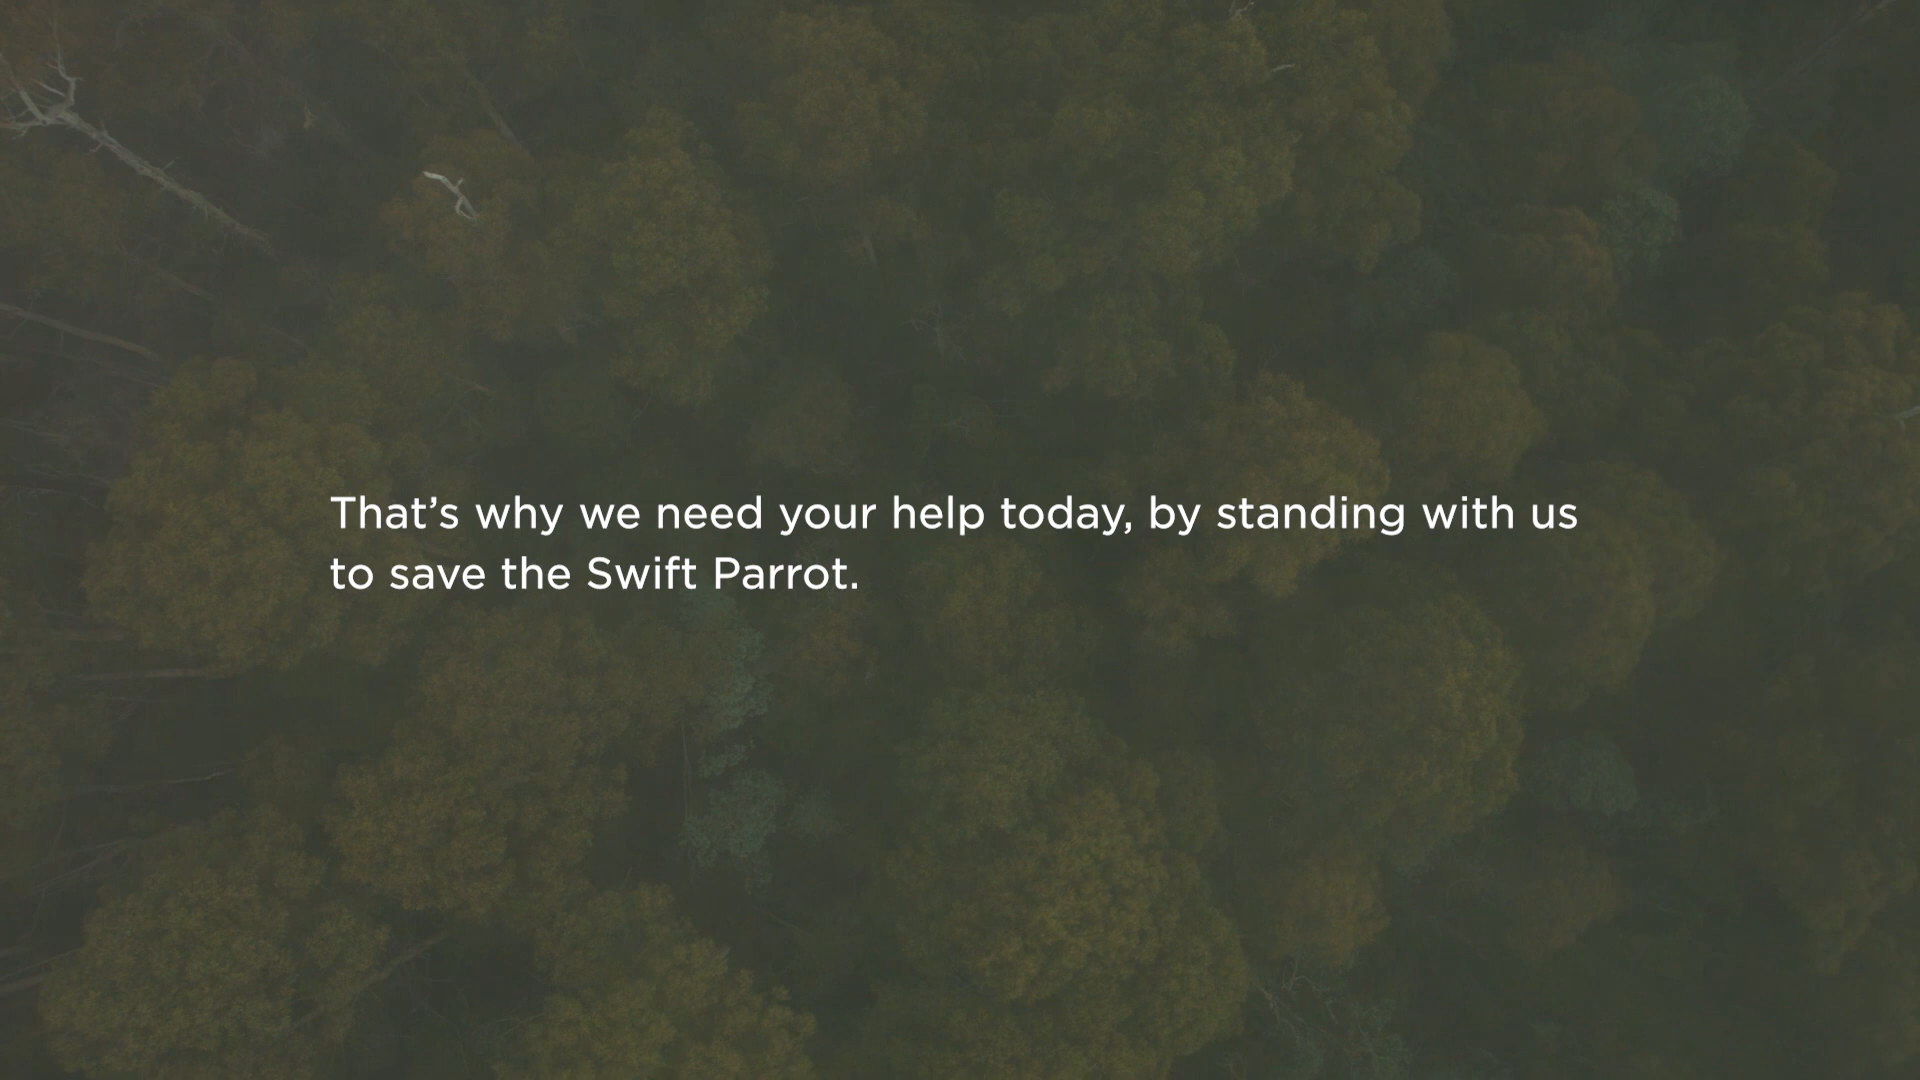 That’s why we need your help today, by standing with us
to save the Swift Parrot.